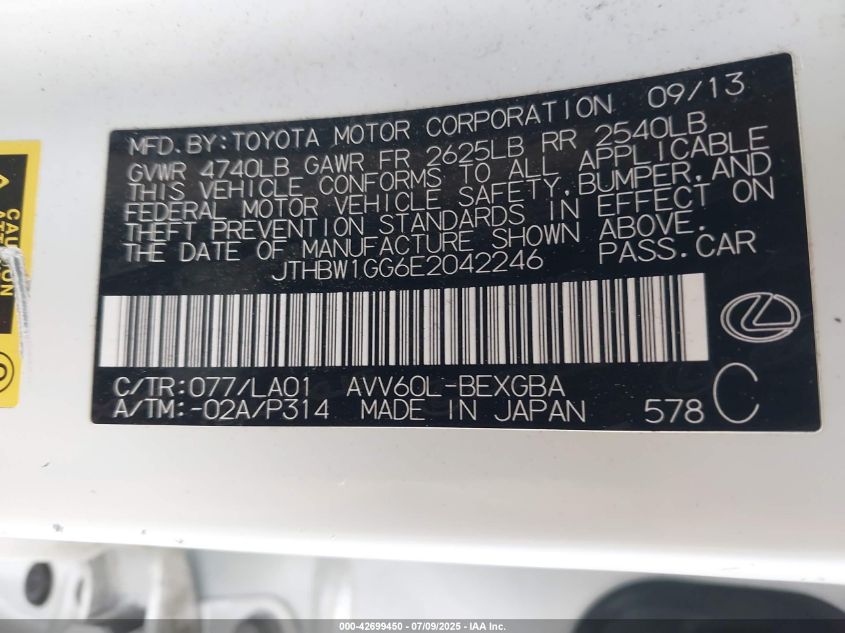 MFD.BY:TOYOTA MOTOR CORPORATION 09/13
GVWR 4740LB GAWR FR 2625LB RR 2540LB
THIS VEHICLE CONFORMS TO ALL APPLICABLE
FEDERAL MOTOR VEHICLE SAFETY,BUMPER,AND
THEFT PREVENTION STANDARDS IN EFFECT ON
THE DATE OF MANUFACTURE SHOWN ABOVE.
JTHBW1GG6E2042246 PASS.CAR
C/TR:077/LA01 AVV60L-BEXGBA
A/TM:-02A/P314 MADE IN JAPAN 578 C
000-42699450 - 07/09/2025 - IAA Inc.